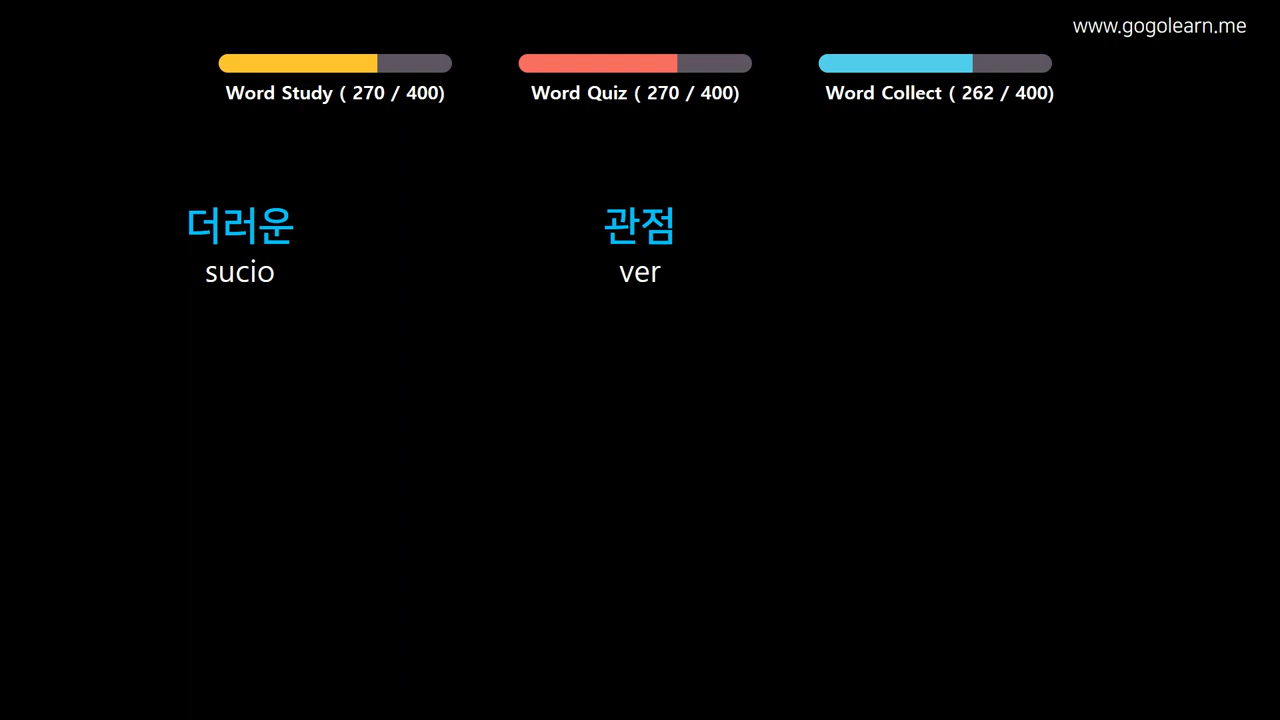 www.gogolearn.me
Word Study ( 270 / 400)
Word Quiz ( 270 / 400)
Word Collect ( 262 / 400)
더러운
sucio
관점
ver